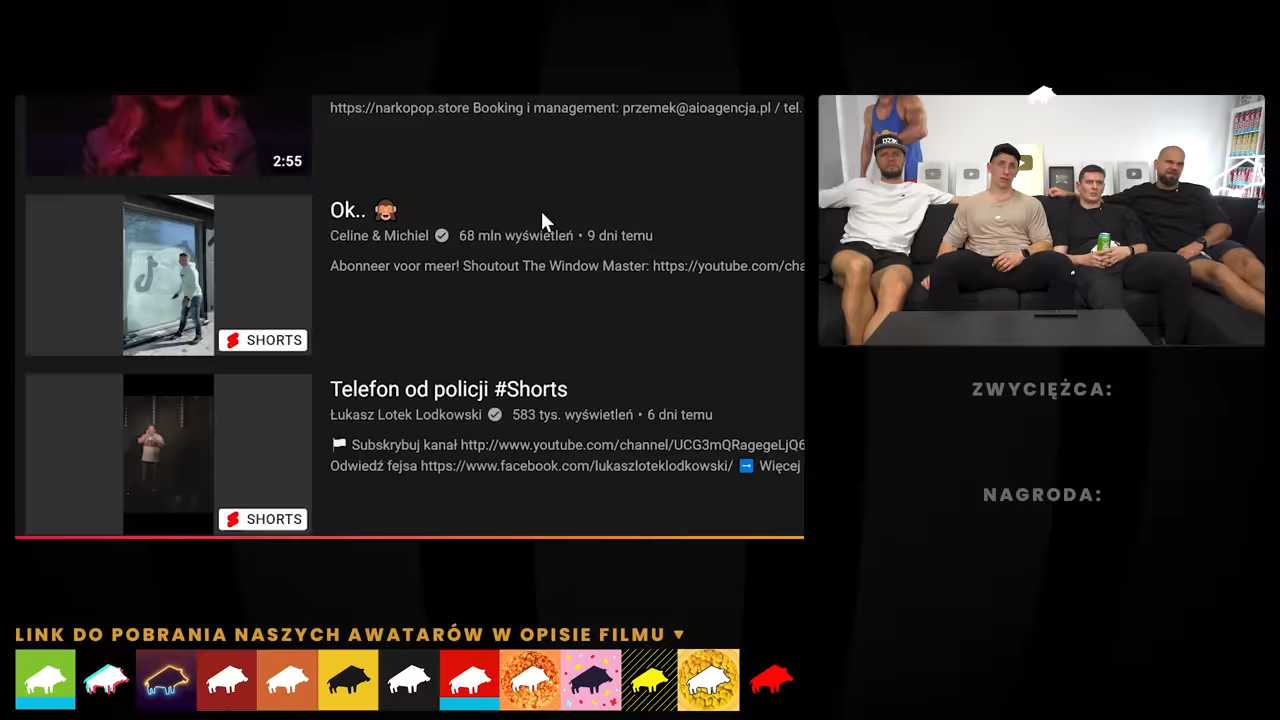 https://narkopop.store Booking i management: przemek@aioagencja.pl / tel.
2:55
Ok.. 🙈
Celine & Michiel 68 mln wyświetleń • 9 dni temu
Abonneer voor meer! Shoutout The Window Master: https://youtube.com/cha
SHORTS
Telefon od policji #Shorts
Łukasz Lotek Lodkowski 583 tys. wyświetleń • 6 dni temu
Subskrybuj kanał http://www.youtube.com/channel/UCG3mQRagegeLjQ6
Odwiedź fejsa https://www.facebook.com/lukaszloteklodkowski/ ➡ Więcej
SHORTS
DZIK
ZWYCIĘZCA:
NAGRODA:
LINK DO POBRANIA NASZYCH AWATARÓW W OPISIE FILMU ▼